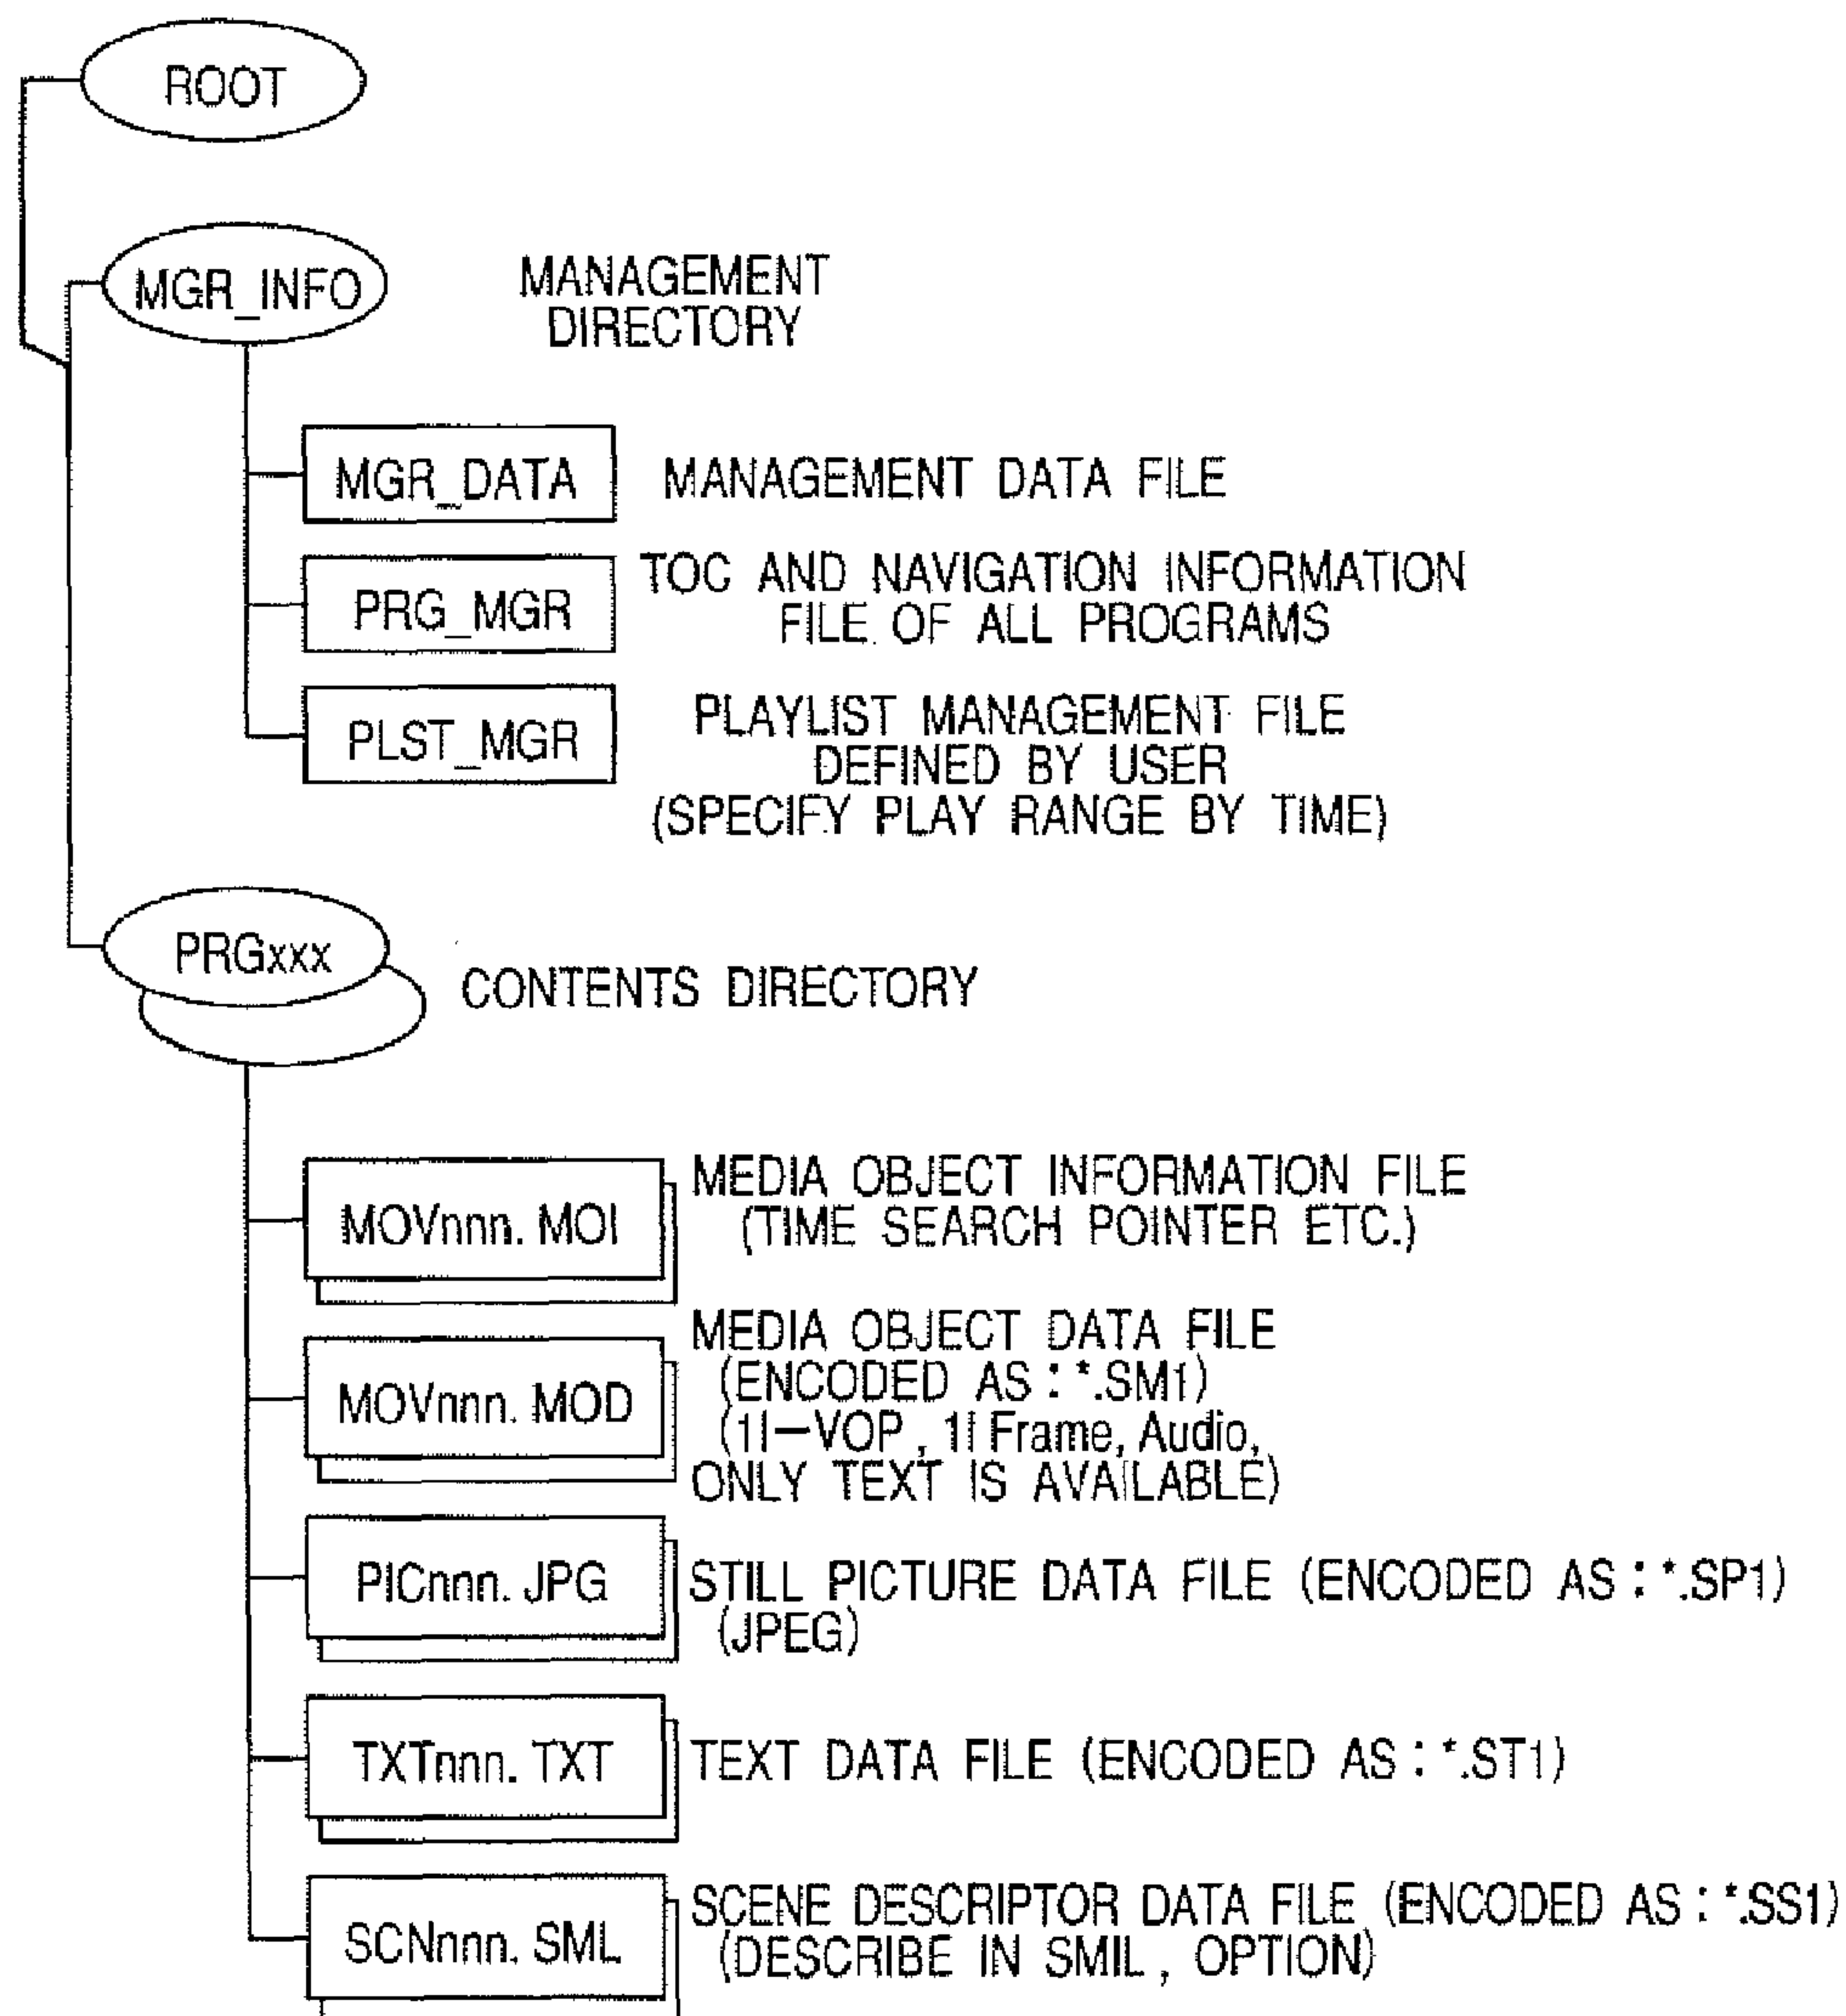 ROOT
MGR_INFO
MANAGEMENT
DIRECTORY
MGR_DATA
MANAGEMENT DATA FILE
PRG_MGR
TOC AND NAVIGATION INFORMATION
FILE OF ALL PROGRAMS
PLST_MGR
PLAYLIST MANAGEMENT FILE
DEFINED BY USER
(SPECIFY PLAY RANGE BY TIME)
PRGxxx
CONTENTS DIRECTORY
MOVnnn. MOI
MEDIA OBJECT INFORMATION FILE
(TIME SEARCH POINTER ETC.)
MOVnnn. MOD
MEDIA OBJECT DATA FILE
(ENCODED AS : *.SM1)
(1I—VOP , 1I Frame, Audio,
ONLY TEXT IS AVAILABLE)
PICnnn. JPG
STILL PICTURE DATA FILE (ENCODED AS : *.SP1)
(JPEG)
TXTnnn. TXT
TEXT DATA FILE (ENCODED AS : *.ST1)
SCNnnn. SML
SCENE DESCRIPTOR DATA FILE (ENCODED AS : *.SS1)
(DESCRIBE IN SMIL , OPTION)